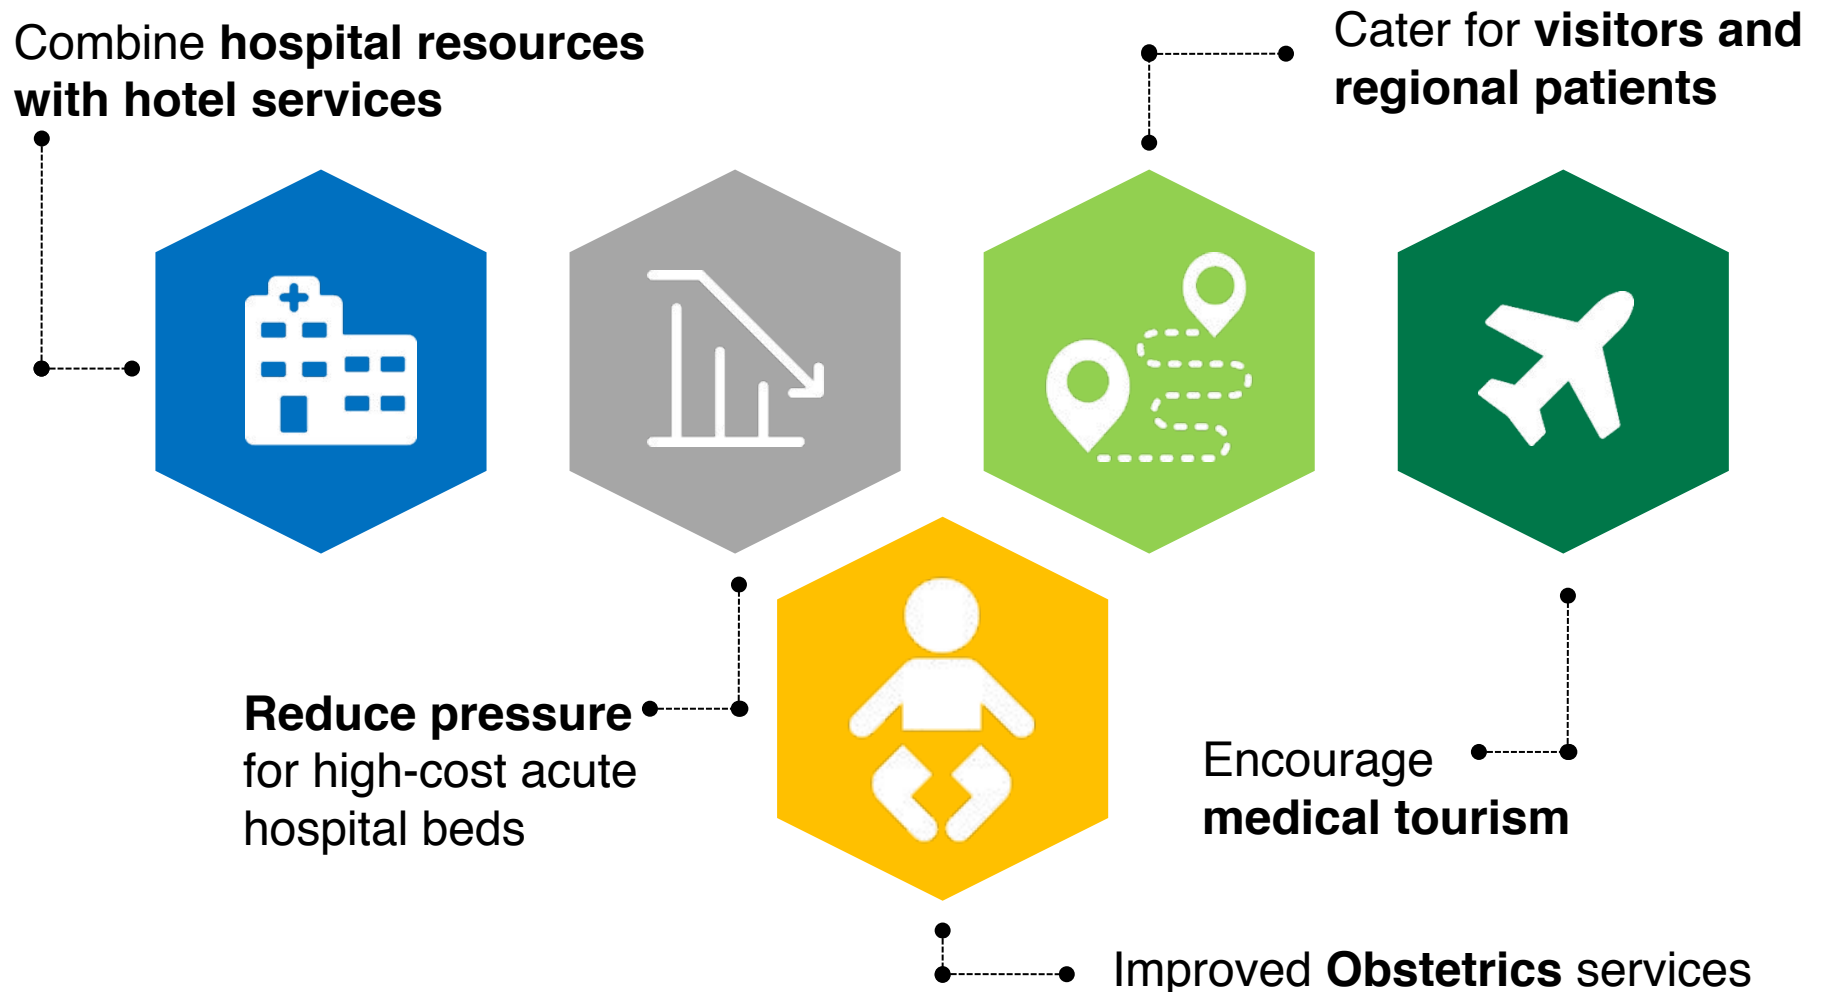 Combine hospital resources
with hotel services
Cater for visitors and
regional patients
Reduce pressure
for high-cost acute
hospital beds
Encourage
medical tourism
Improved Obstetrics services